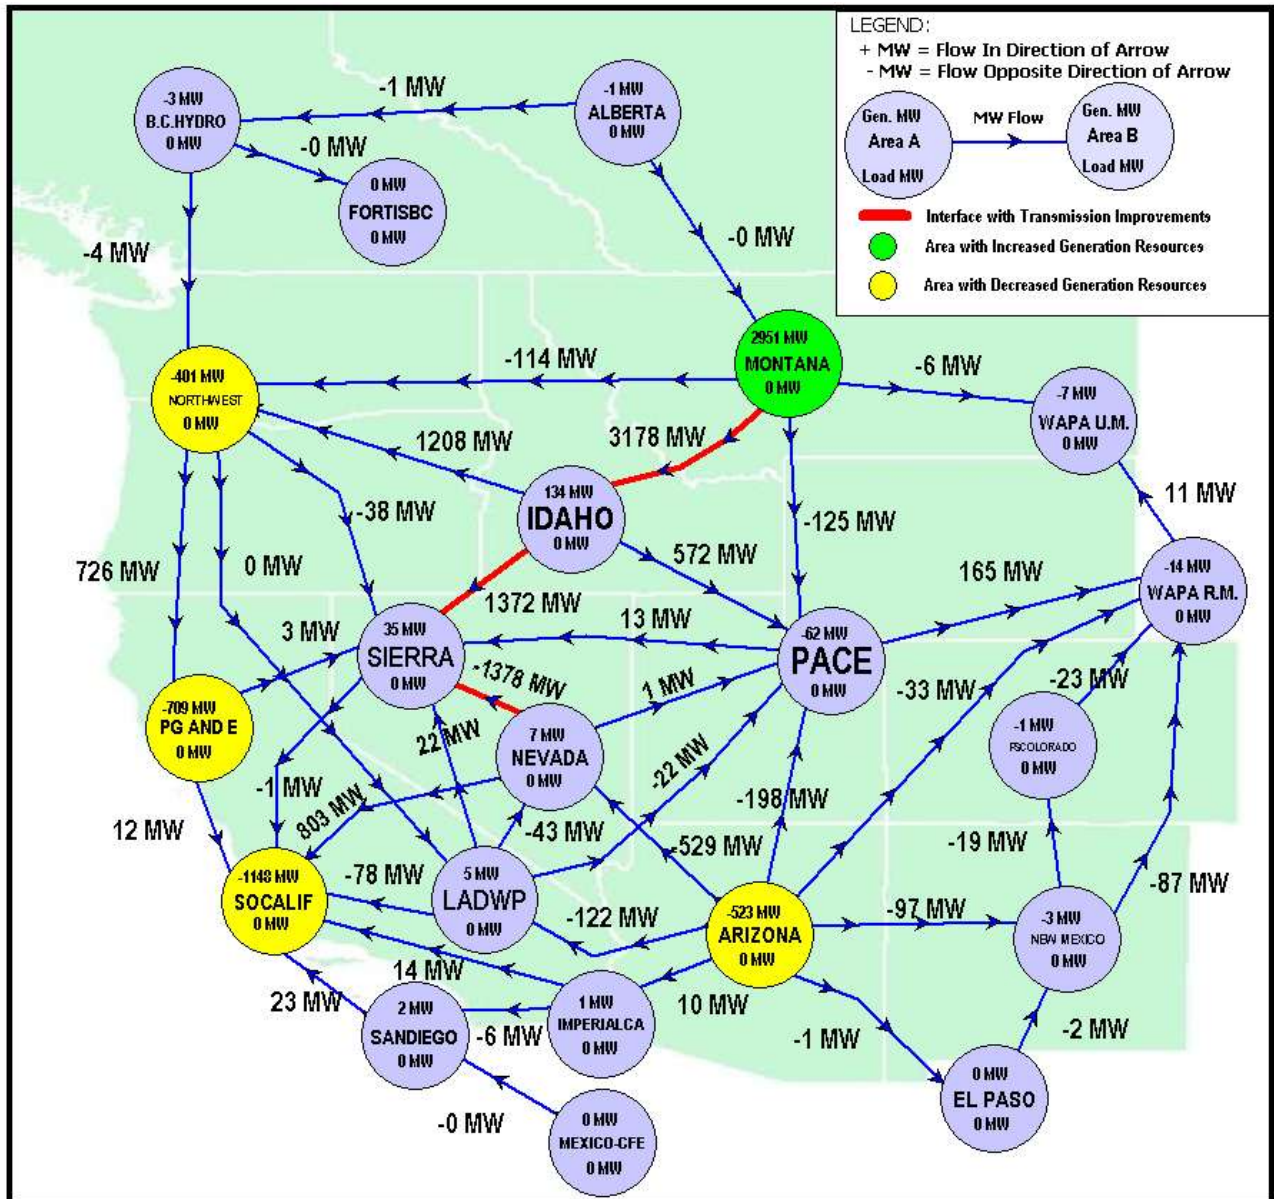 LEGEND:
+ MW = Flow In Direction of Arrow
- MW = Flow Opposite Direction of Arrow
Gen. MW
Area A
Load MW
MW Flow
Gen. MW
Area B
Load MW
Interface with Transmission Improvements
Area with Increased Generation Resources
Area with Decreased Generation Resources
-3 MW
B.C.HYDRO
0 MW
-1 MW
-1 MW
ALBERTA
0 MW
-0 MW
0 MW
FORTISBC
0 MW
-4 MW
-0 MW
2951 MW
MONTANA
0 MW
-114 MW
-6 MW
-401 MW
NORTHWEST
0 MW
-7 MW
WAPA U.M.
0 MW
1208 MW
3178 MW
134 MW
IDAHO
0 MW
11 MW
-38 MW
-125 MW
726 MW
0 MW
572 MW
165 MW
-14 MW
WAPA R.M.
0 MW
1372 MW
3 MW
13 MW
35 MW
SIERRA
0 MW
-62 MW
PACE
0 MW
-1378 MW
1 MW
-33 MW
-23 MW
-709 MW
PG AND E
0 MW
22 MW
7 MW
NEVADA
0 MW
-22 MW
-1 MW
PSCOLORADO
0 MW
-1 MW
803 MW
-198 MW
12 MW
-43 MW
-529 MW
-19 MW
-78 MW
-1148 MW
SOCALIF
0 MW
5 MW
LADWP
0 MW
-122 MW
-523 MW
ARIZONA
0 MW
-97 MW
-87 MW
-3 MW
NEW MEXICO
0 MW
14 MW
10 MW
23 MW
2 MW
SANDIEGO
0 MW
-6 MW
1 MW
IMPERIALCA
0 MW
-1 MW
-2 MW
0 MW
EL PASO
0 MW
-0 MW
0 MW
MEXICO-CFE
0 MW